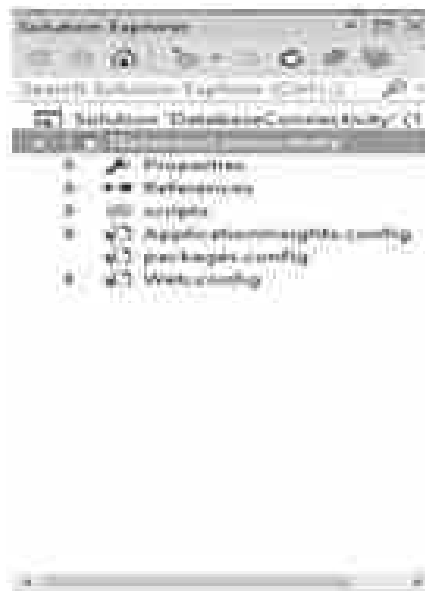 Solution Explorer
Search Solution Explorer (Ctrl+;)
Solution 'DatabaseConnectivity' (1
Properties
References
scripts
ApplicationInsights.config
packages.config
Web.config